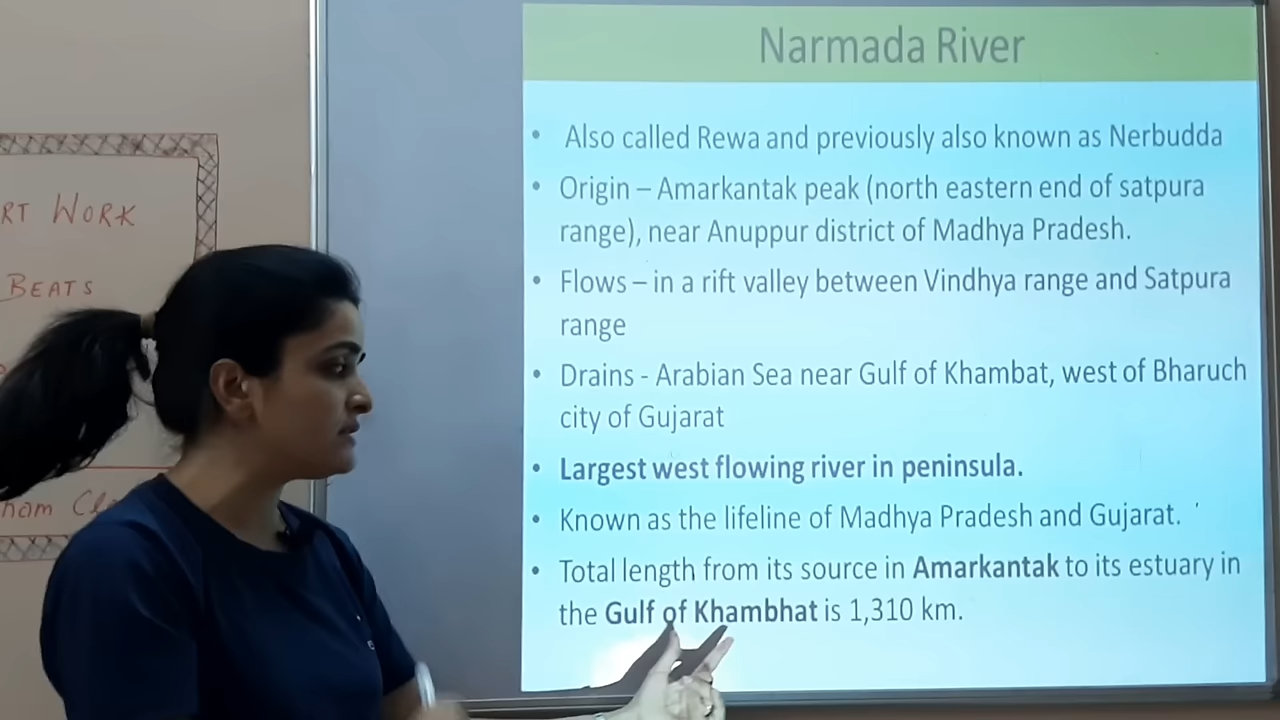 RT WORK
BEATS
ham Cl
Narmada River
• Also called Rewa and previously also known as Nerbudda
• Origin – Amarkantak peak (north eastern end of satpura
range), near Anuppur district of Madhya Pradesh.
• Flows – in a rift valley between Vindhya range and Satpura
range
• Drains - Arabian Sea near Gulf of Khambat, west of Bharuch
city of Gujarat
• Largest west flowing river in peninsula.
• Known as the lifeline of Madhya Pradesh and Gujarat.
• Total length from its source in Amarkantak to its estuary in
the Gulf of Khambhat is 1,310 km.